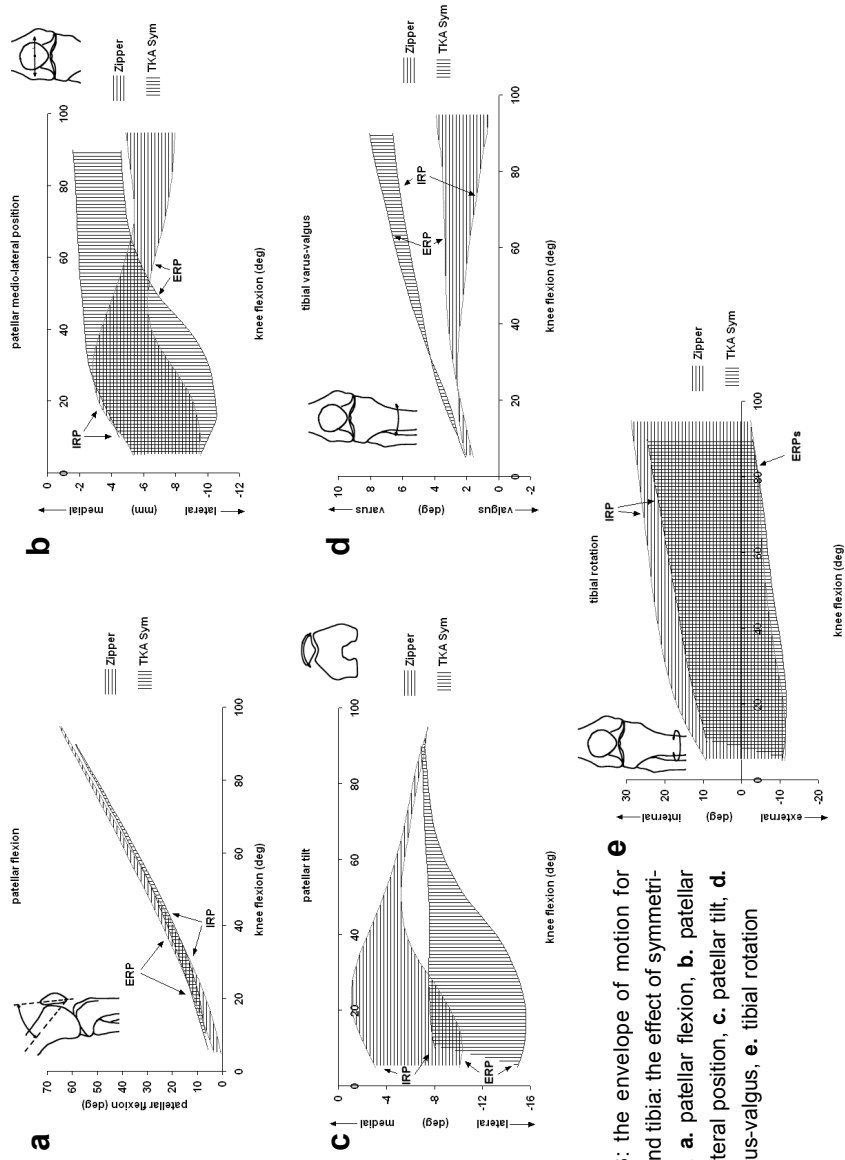 a
patellar flexion
patellar flexion (deg)
70
60
50
40
30
20
10
0
0
20
40
60
80
100
knee flexion (deg)
ERP
IRP
Zipper
TKA Sym
b
patellar medio-lateral position
medial
(mm)
lateral
0
-2
-4
-6
-8
-10
-12
0
20
40
60
80
100
knee flexion (deg)
IRP
ERP
Zipper
TKA Sym
c
patellar tilt
medial
(deg)
lateral
0
-4
-8
-12
-16
0
20
40
60
80
100
knee flexion (deg)
IRP
ERP
Zipper
TKA Sym
d
tibial varus-valgus
varus
(deg)
valgus
10
8
6
4
2
0
-2
0
20
40
60
80
100
knee flexion (deg)
ERP
IRP
Zipper
TKA Sym
e
tibial rotation
internal
(deg)
external
30
20
10
0
-10
-20
0
20
40
60
80
100
knee flexion (deg)
IRP
ERPs
Zipper
TKA Sym
: the envelope of motion for
nd tibia: the effect of symmetri-
a. patellar flexion, b. patellar
teral position, c. patellar tilt, d.
us-valgus, e. tibial rotation